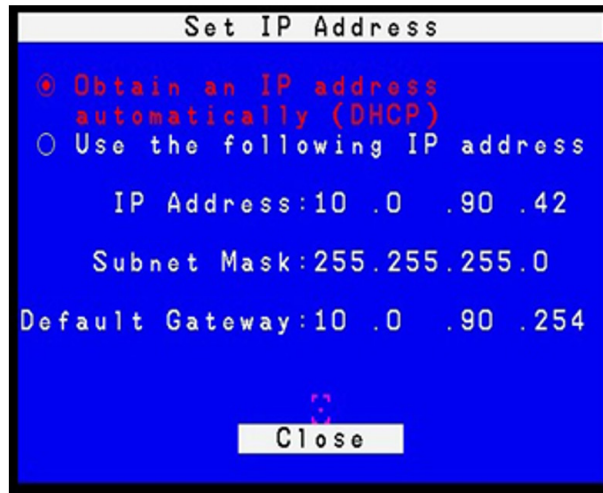 Set IP Address
Obtain an IP address
automatically (DHCP)
Use the following IP address
IP Address:10 .0 .90 .42
Subnet Mask:255.255.255.0
Default Gateway:10 .0 .90 .254
Close